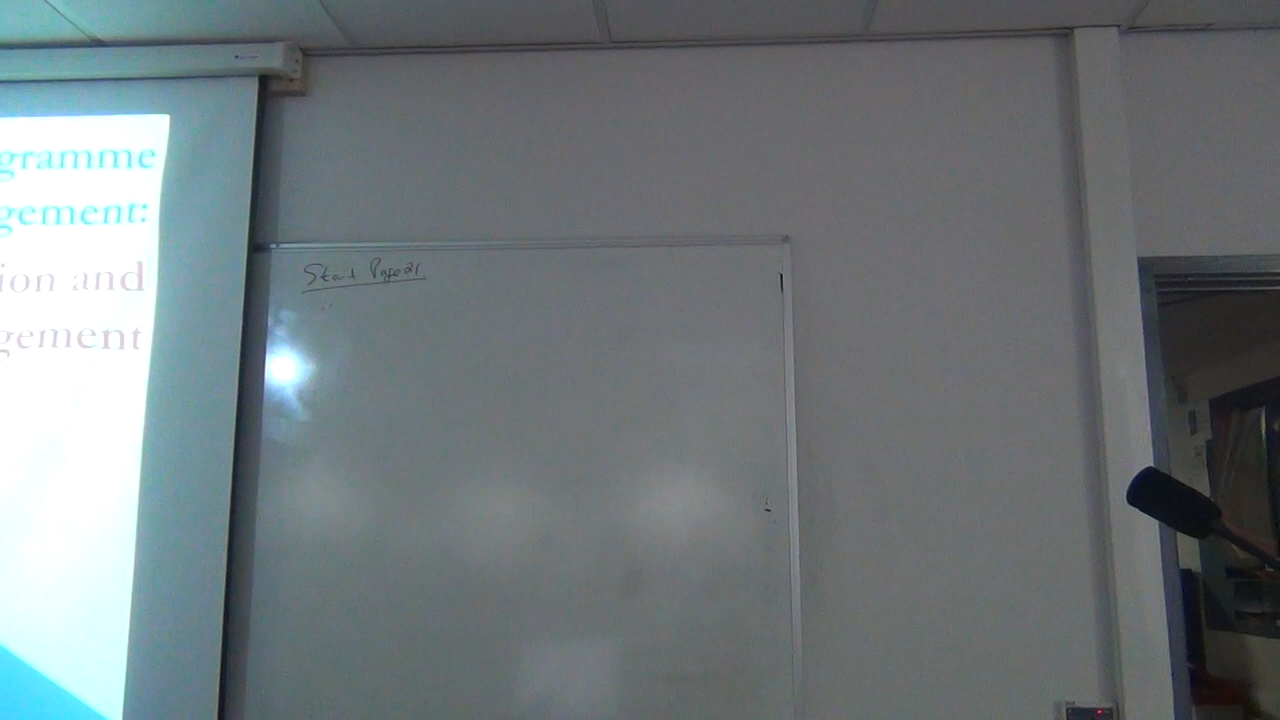 gramme
gement:
ion and
gement
Start Page 21